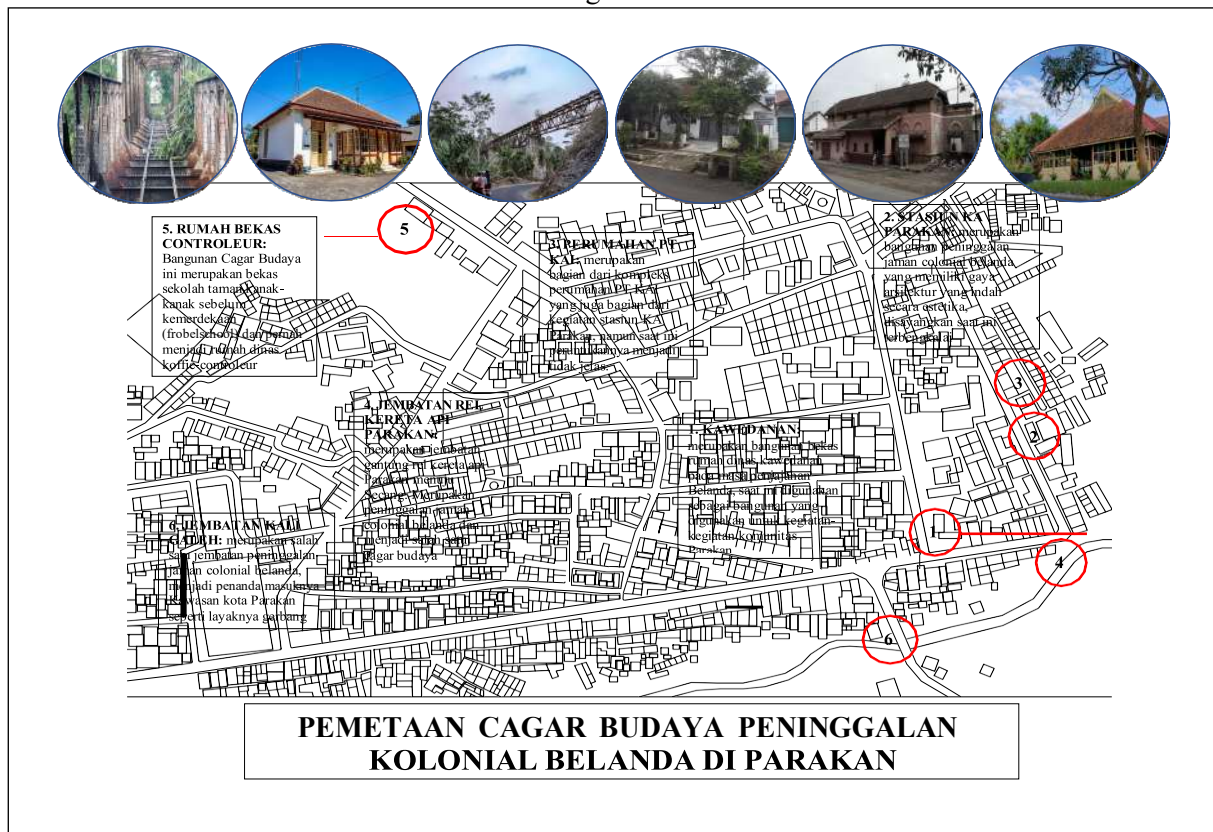 5. RUMAH BEKAS
CONTROLEUR:
Bangunan Cagar Budaya
ini merupakan bekas
sekolah taman kanak-
kanak sebelum
kemerdekaan
(frobelschool) dan pernah
menjadi rumah dinas
koffie-controleur
5
3. PERUMAHAN PT
KAI: merupakan
bagian dari kompleks
perumahan PT KAI
yang juga bagian dari
kegiatan stasiun KA
Parakan, namun saat ini
peruntukannya menjadi
tidak jelas.
2. STASIUN KA
PARAKAN: merupakan
bangunan peninggalan
jaman colonial belanda
yang memiliki gaya
arsitektur yang indah
secara estetika,
disayangkan saat ini
terbengkalai
3
2
4. JEMBATAN REL
KERETA API
PARAKAN:
merupakan jembatan
gantung rel kereta api
Parakan menuju
Secang. Merupakan
peninggalan jaman
colonial belanda dan
menjadi salah satu
cagar budaya
1. KAWEDANAN:
merupakan bangunan bekas
rumah dinas kawedanan
pada masa penjajahan
Belanda, saat ini digunakan
sebagai bangunan yang
digunakan untuk kegiatan-
kegiatan komunitas
Parakan
6. JEMBATAN KALI
GALEH: merupakan salah
satu jembatan peninggalan
jaman colonial belanda,
menjadi penanda masuknya
kawasan kota Parakan
seperti layaknya gerbang
1
4
6
PEMETAAN CAGAR BUDAYA PENINGGALAN
KOLONIAL BELANDA DI PARAKAN